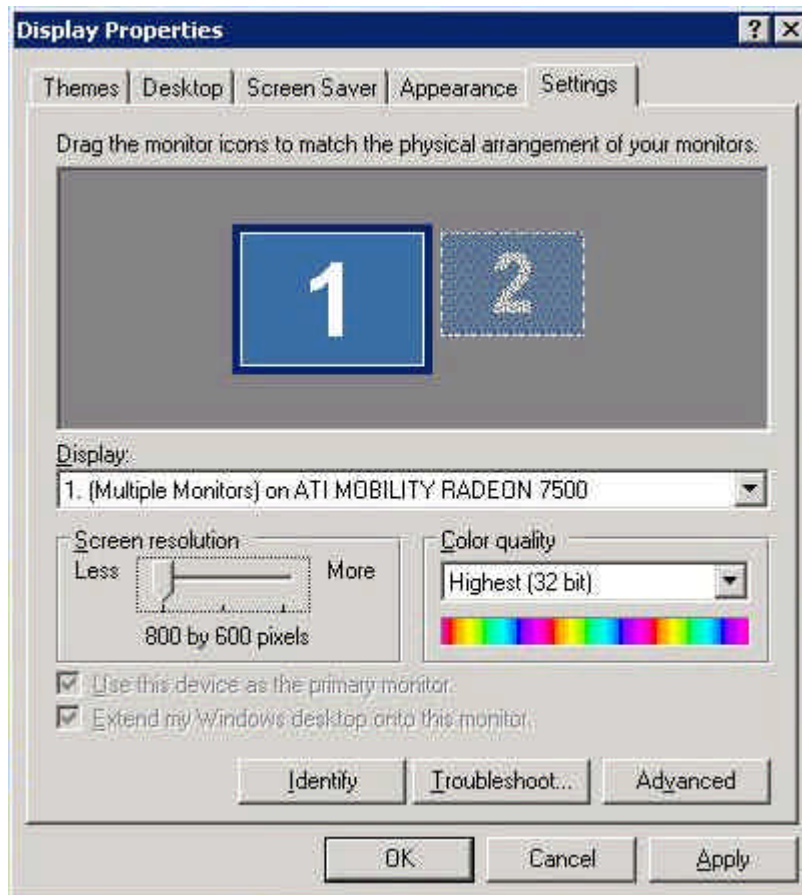 Display Properties
Themes Desktop Screen Saver Appearance Settings
Drag the monitor icons to match the physical arrangement of your monitors.
1 2
Display:
1. (Multiple Monitors) on ATI MOBILITY RADEON 7500
Screen resolution Color quality
Less More Highest (32 bit)
800 by 600 pixels
Use this device as the primary monitor.
Extend my Windows desktop onto this monitor.
Identify Troubleshoot... Advanced
OK Cancel Apply